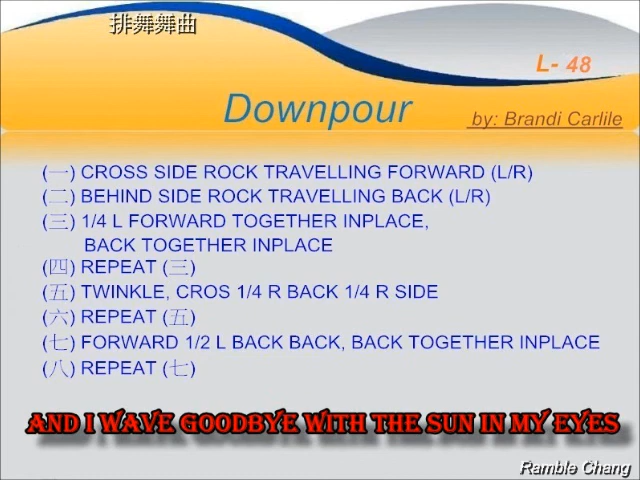 排舞舞曲
L- 48
Downpour
by: Brandi Carlile
(一) CROSS SIDE ROCK TRAVELLING FORWARD (L/R)
(二) BEHIND SIDE ROCK TRAVELLING BACK (L/R)
(三) 1/4 L FORWARD TOGETHER INPLACE,
BACK TOGETHER INPLACE
(四) REPEAT (三)
(五) TWINKLE, CROS 1/4 R BACK 1/4 R SIDE
(六) REPEAT (五)
(七) FORWARD 1/2 L BACK BACK, BACK TOGETHER INPLACE
(八) REPEAT (七)
AND I WAVE GOODBYE WITH THE SUN IN MY EYES
Ramble Chang